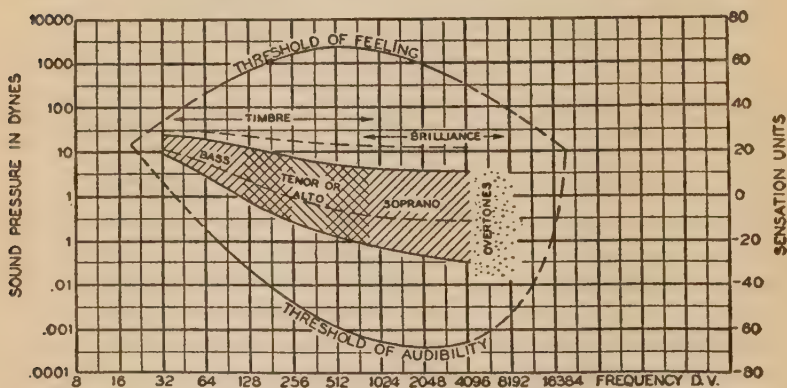 SOUND PRESSURE IN DYNES
10000
1000
100
10
1
1
.01
.001
.0001
THRESHOLD OF FEELING
TIMBRE
BRILLIANCE
BASS
TENOR OR
ALTO
SOPRANO
OVERTONES
THRESHOLD OF AUDIBILITY
80
60
40
20
0
-20
-40
-60
-80
SENSATION UNITS
8 16 32 64 128 256 512 1024 2048 4096 8192 16384 FREQUENCY D.V.